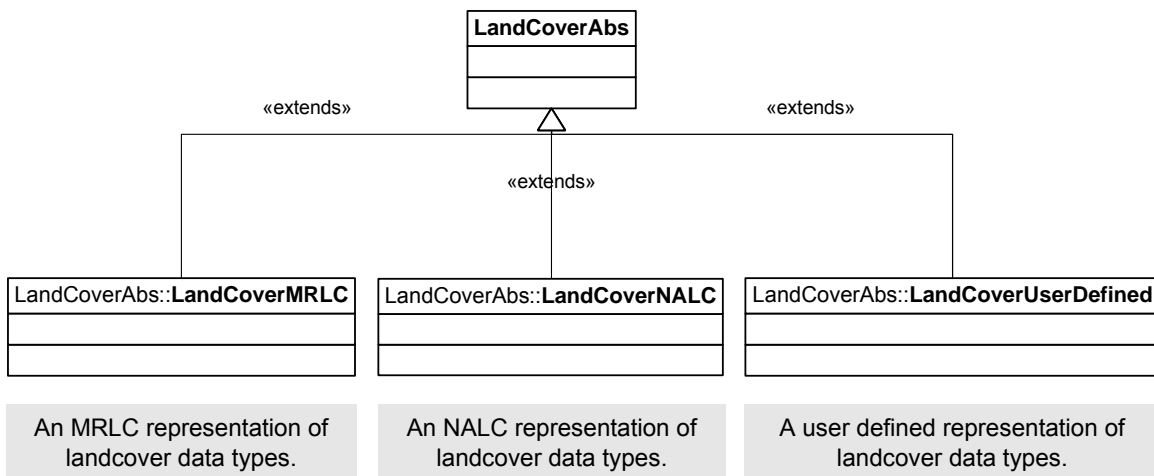 LandCoverAbs
«extends»
«extends»
«extends»
LandCoverAbs::LandCoverMRLC
LandCoverAbs::LandCoverNALC
LandCoverAbs::LandCoverUserDefined
An MRLC representation of
landcover data types.
An NALC representation of
landcover data types.
A user defined representation of
landcover data types.